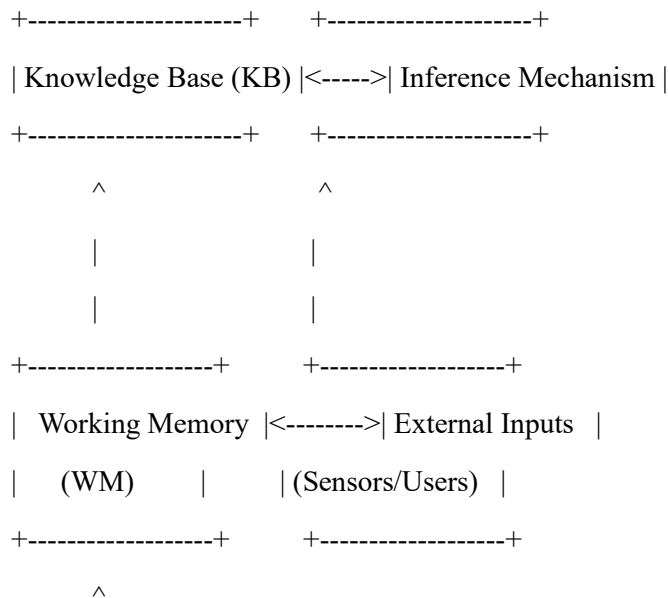 +----------------------+ +---------------------+
| Knowledge Base (KB) |<----->| Inference Mechanism |
+----------------------+ +---------------------+
^ ^
| |
| |
+-------------------+ +------------------+
| Working Memory |<-------->| External Inputs |
| (WM) | | (Sensors/Users) |
+-------------------+ +------------------+
^